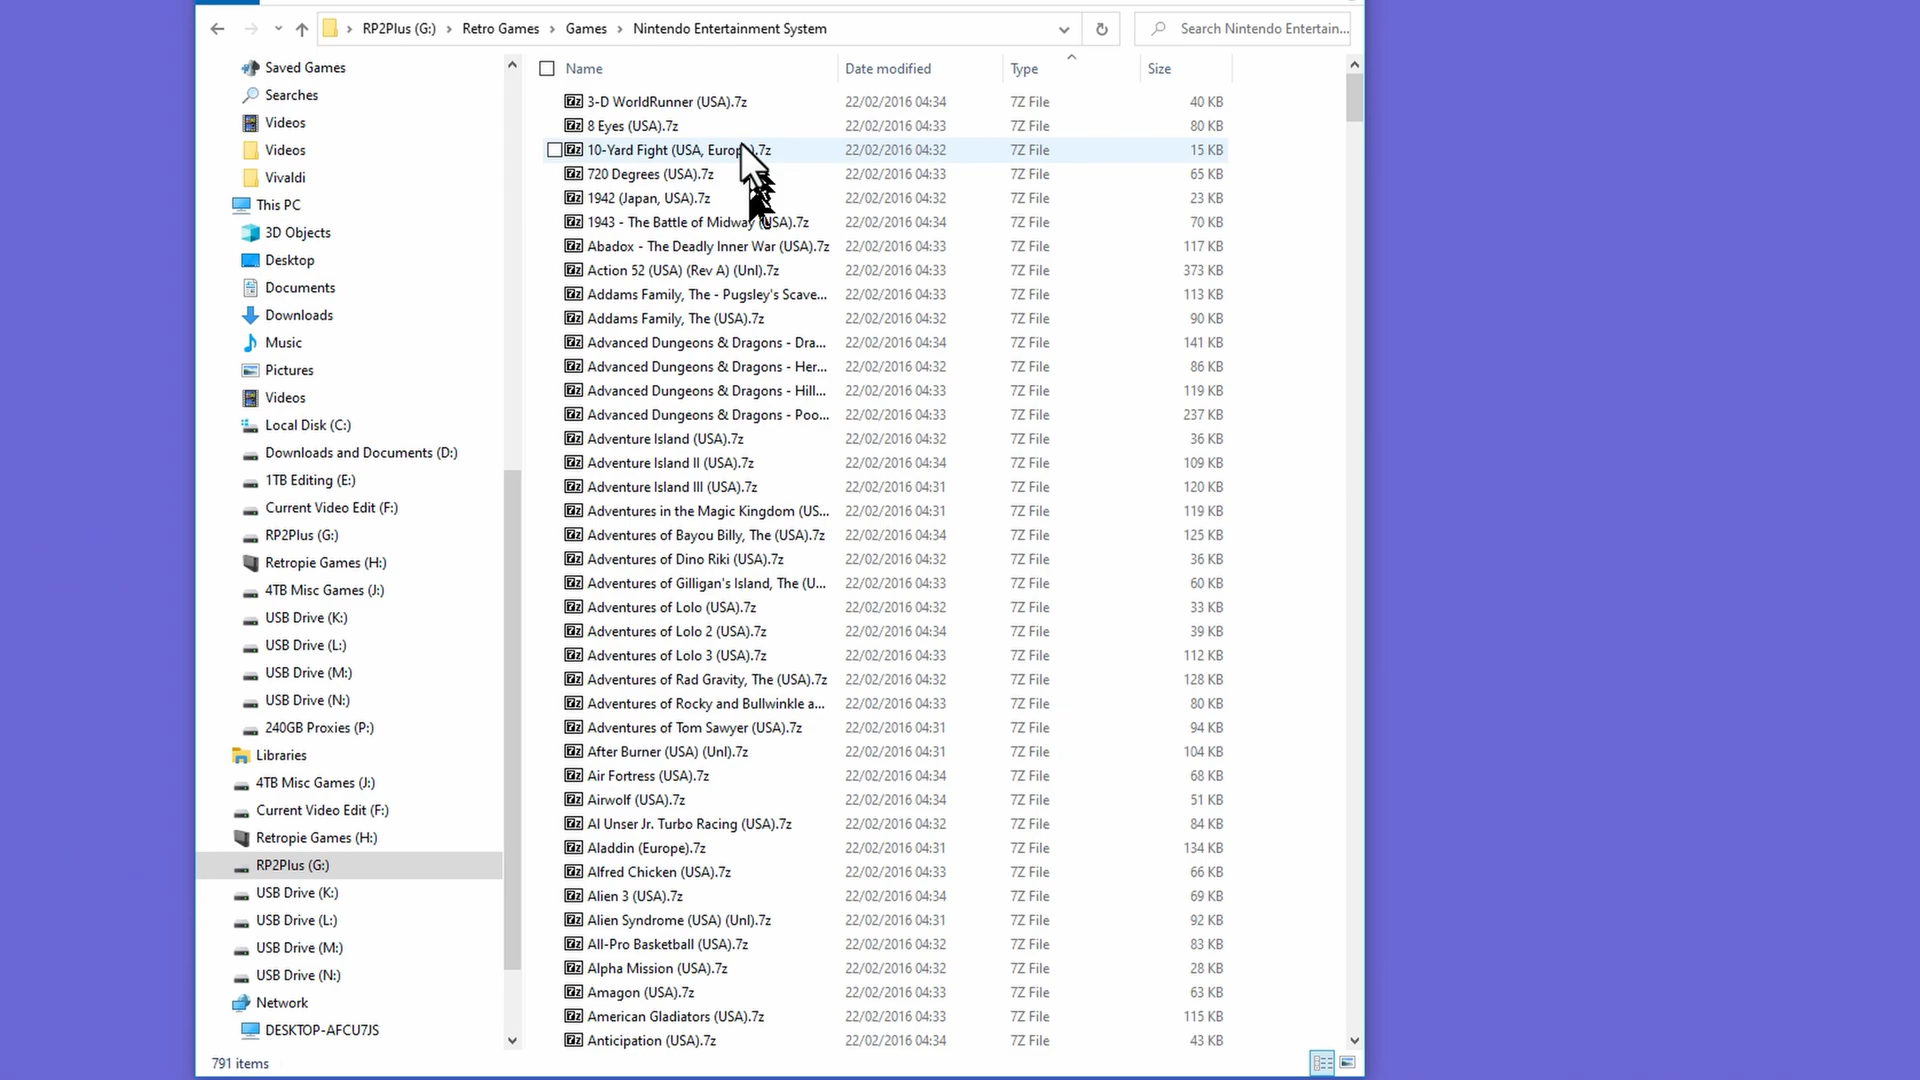 RP2Plus (G:) Retro Games Games Nintendo Entertainment System
Search Nintendo Entertain...
Saved Games
Searches
Videos
Videos
Vivaldi
This PC
3D Objects
Desktop
Documents
Downloads
Music
Pictures
Videos
Local Disk (C:)
Downloads and Documents (D:)
1TB Editing (E:)
Current Video Edit (F:)
RP2Plus (G:)
Retropie Games (H:)
4TB Misc Games (J:)
USB Drive (K:)
USB Drive (L:)
USB Drive (M:)
USB Drive (N:)
240GB Proxies (P:)
Libraries
4TB Misc Games (J:)
Current Video Edit (F:)
Retropie Games (H:)
RP2Plus (G:)
USB Drive (K:)
USB Drive (L:)
USB Drive (M:)
USB Drive (N:)
Network
DESKTOP-AFCU7JS
Name Date modified Type Size
3-D WorldRunner (USA).7z 22/02/2016 04:34 7Z File 40 KB
8 Eyes (USA).7z 22/02/2016 04:33 7Z File 80 KB
10-Yard Fight (USA, Europe).7z 22/02/2016 04:32 7Z File 15 KB
720 Degrees (USA).7z 22/02/2016 04:33 7Z File 65 KB
1942 (Japan, USA).7z 22/02/2016 04:32 7Z File 23 KB
1943 - The Battle of Midway (USA).7z 22/02/2016 04:34 7Z File 70 KB
Abadox - The Deadly Inner War (USA).7z 22/02/2016 04:33 7Z File 117 KB
Action 52 (USA) (Rev A) (Unl).7z 22/02/2016 04:33 7Z File 373 KB
Addams Family, The - Pugsley's Scave... 22/02/2016 04:33 7Z File 113 KB
Addams Family, The (USA).7z 22/02/2016 04:32 7Z File 90 KB
Advanced Dungeons & Dragons - Dra... 22/02/2016 04:34 7Z File 141 KB
Advanced Dungeons & Dragons - Her... 22/02/2016 04:32 7Z File 86 KB
Advanced Dungeons & Dragons - Hill... 22/02/2016 04:33 7Z File 119 KB
Advanced Dungeons & Dragons - Poo... 22/02/2016 04:33 7Z File 237 KB
Adventure Island (USA).7z 22/02/2016 04:32 7Z File 36 KB
Adventure Island II (USA).7z 22/02/2016 04:34 7Z File 109 KB
Adventure Island III (USA).7z 22/02/2016 04:31 7Z File 120 KB
Adventures in the Magic Kingdom (US... 22/02/2016 04:31 7Z File 119 KB
Adventures of Bayou Billy, The (USA).7z 22/02/2016 04:34 7Z File 125 KB
Adventures of Dino Riki (USA).7z 22/02/2016 04:32 7Z File 36 KB
Adventures of Gilligan's Island, The (U... 22/02/2016 04:33 7Z File 60 KB
Adventures of Lolo (USA).7z 22/02/2016 04:32 7Z File 33 KB
Adventures of Lolo 2 (USA).7z 22/02/2016 04:34 7Z File 39 KB
Adventures of Lolo 3 (USA).7z 22/02/2016 04:33 7Z File 112 KB
Adventures of Rad Gravity, The (USA).7z 22/02/2016 04:32 7Z File 128 KB
Adventures of Rocky and Bullwinkle a... 22/02/2016 04:33 7Z File 80 KB
Adventures of Tom Sawyer (USA).7z 22/02/2016 04:31 7Z File 94 KB
After Burner (USA) (Unl).7z 22/02/2016 04:31 7Z File 104 KB
Air Fortress (USA).7z 22/02/2016 04:34 7Z File 68 KB
Airwolf (USA).7z 22/02/2016 04:34 7Z File 51 KB
Al Unser Jr. Turbo Racing (USA).7z 22/02/2016 04:32 7Z File 84 KB
Aladdin (Europe).7z 22/02/2016 04:31 7Z File 134 KB
Alfred Chicken (USA).7z 22/02/2016 04:33 7Z File 66 KB
Alien 3 (USA).7z 22/02/2016 04:34 7Z File 69 KB
Alien Syndrome (USA) (Unl).7z 22/02/2016 04:31 7Z File 92 KB
All-Pro Basketball (USA).7z 22/02/2016 04:32 7Z File 83 KB
Alpha Mission (USA).7z 22/02/2016 04:32 7Z File 28 KB
Amagon (USA).7z 22/02/2016 04:33 7Z File 63 KB
American Gladiators (USA).7z 22/02/2016 04:33 7Z File 115 KB
Anticipation (USA).7z 22/02/2016 04:34 7Z File 43 KB
791 items